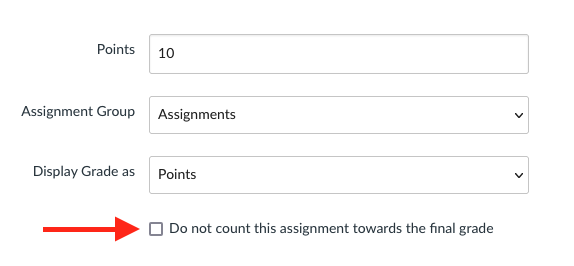 Points 10
Assignment Group Assignments
Display Grade as Points
Do not count this assignment towards the final grade